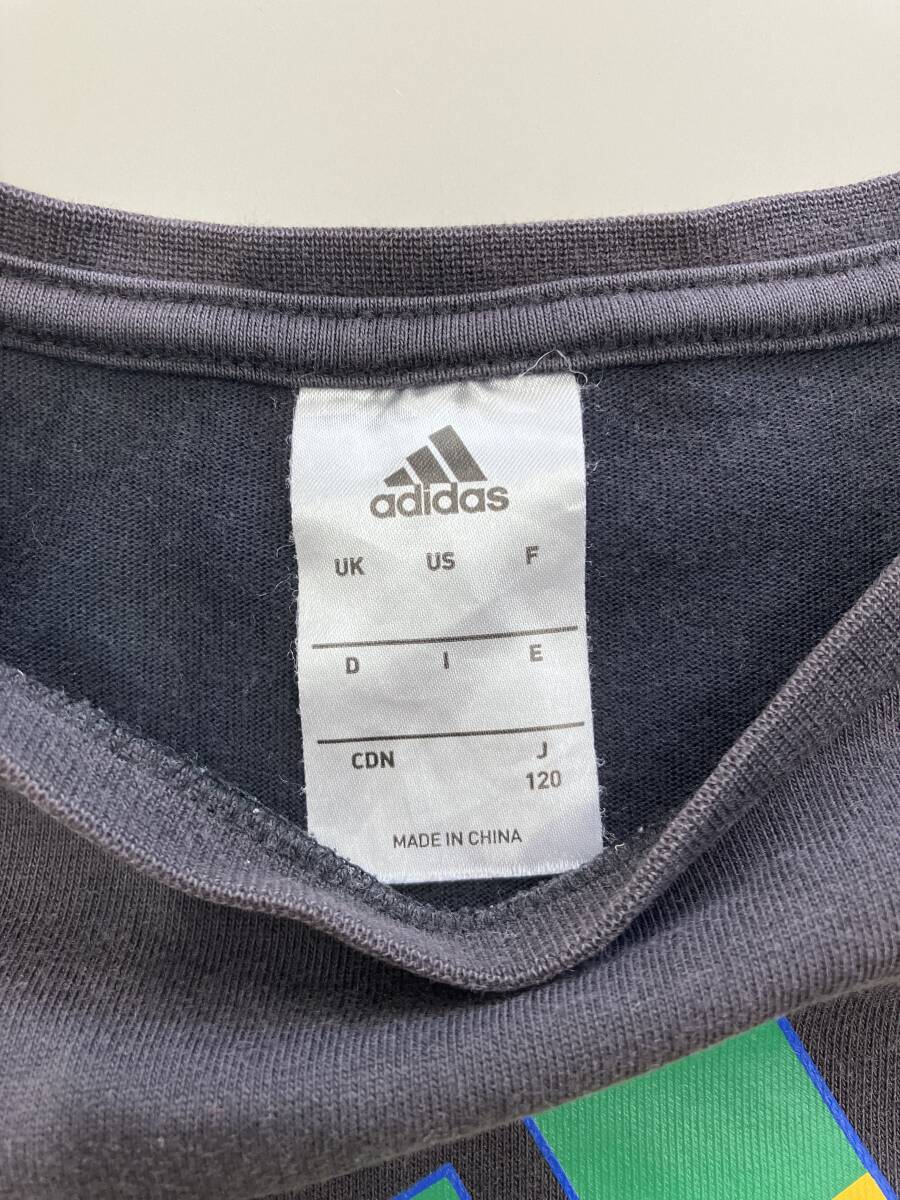 adidas
UK US F
D I E
CDN J
120
MADE IN CHINA